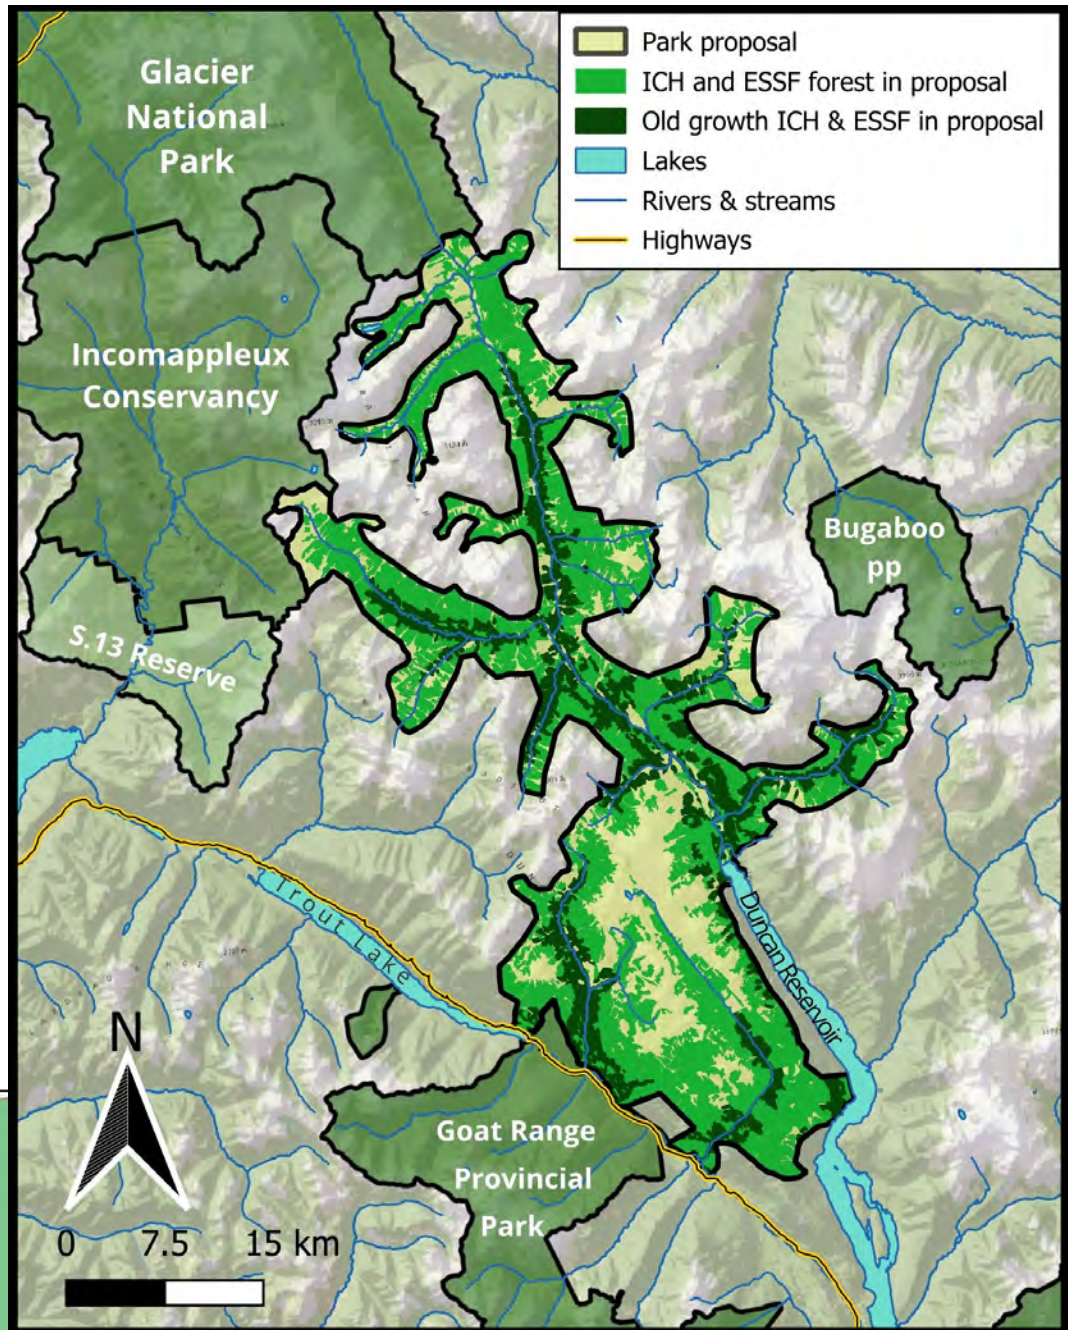 Glacier
National
Park
Park proposal
ICH and ESSF forest in proposal
Old growth ICH & ESSF in proposal
Lakes
Rivers & streams
Highways
Incomappleux
Conservancy
Bugaboo
pp
S.13 Reserve
Trout Lake
Duncan Reservoir
N
Goat Range
Provincial
Park
0 7.5 15 km